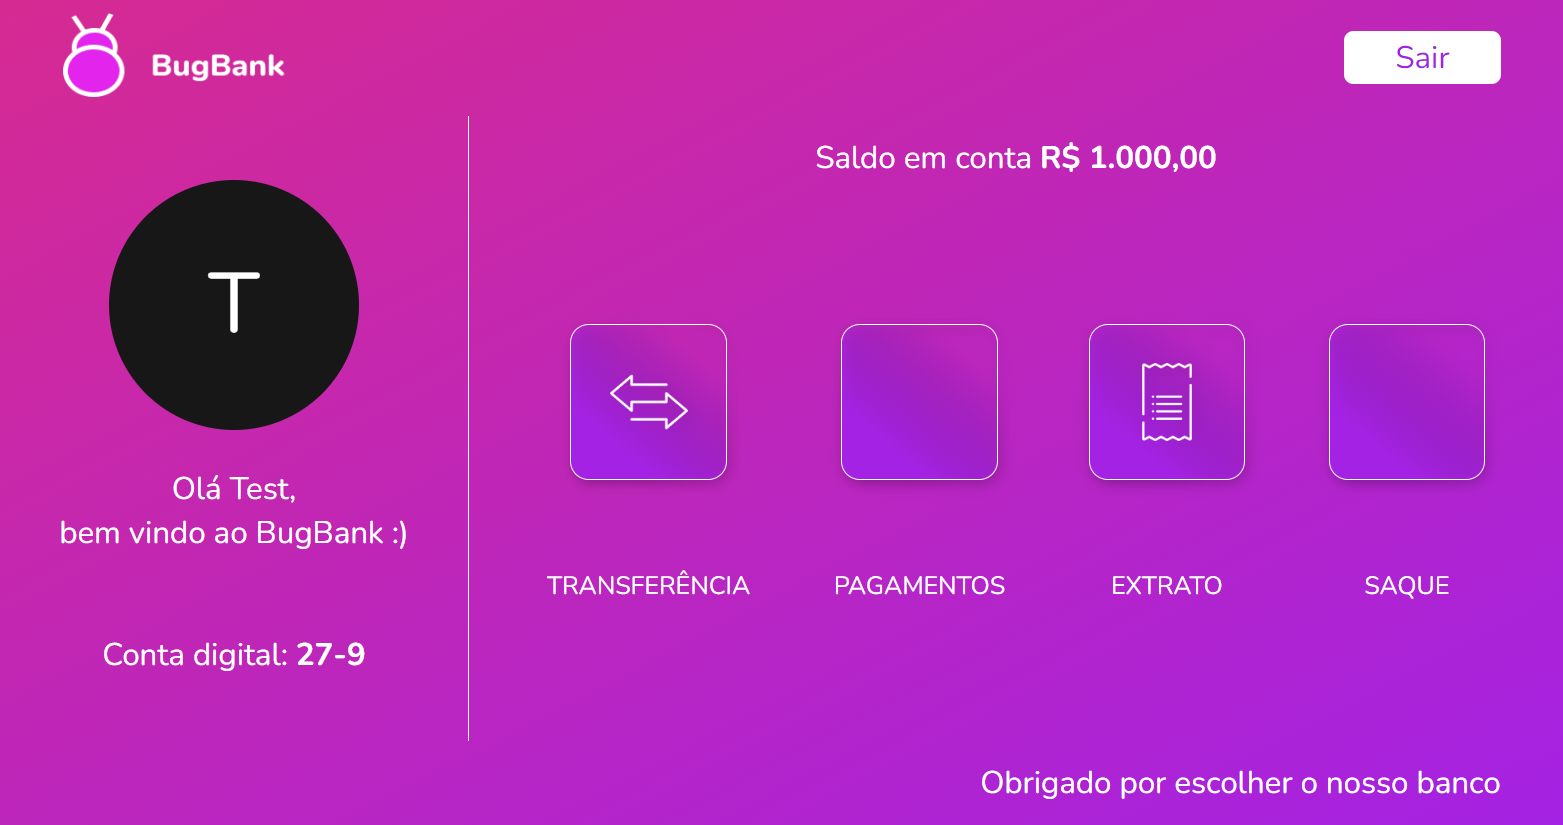 BugBank
Sair
Saldo em conta R$ 1.000,00
T
Olá Test,
bem vindo ao BugBank :)
Conta digital: 27-9
TRANSFERÊNCIA
PAGAMENTOS
EXTRATO
SAQUE
Obrigado por escolher o nosso banco